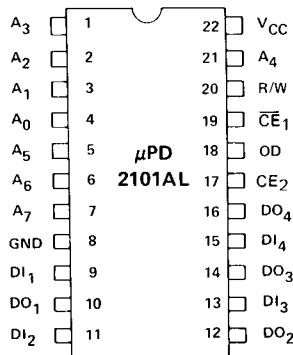 A3 1 22 VCC
A2 2 21 A4
A1 3 20 R/W
A0 4 19 C̅E̅1
A5 5 18 OD
μPD
A6 6 17 CE2
2101AL
A7 7 16 DO4
GND 8 15 DI4
DI1 9 14 DO3
DO1 10 13 DI3
DI2 11 12 DO2